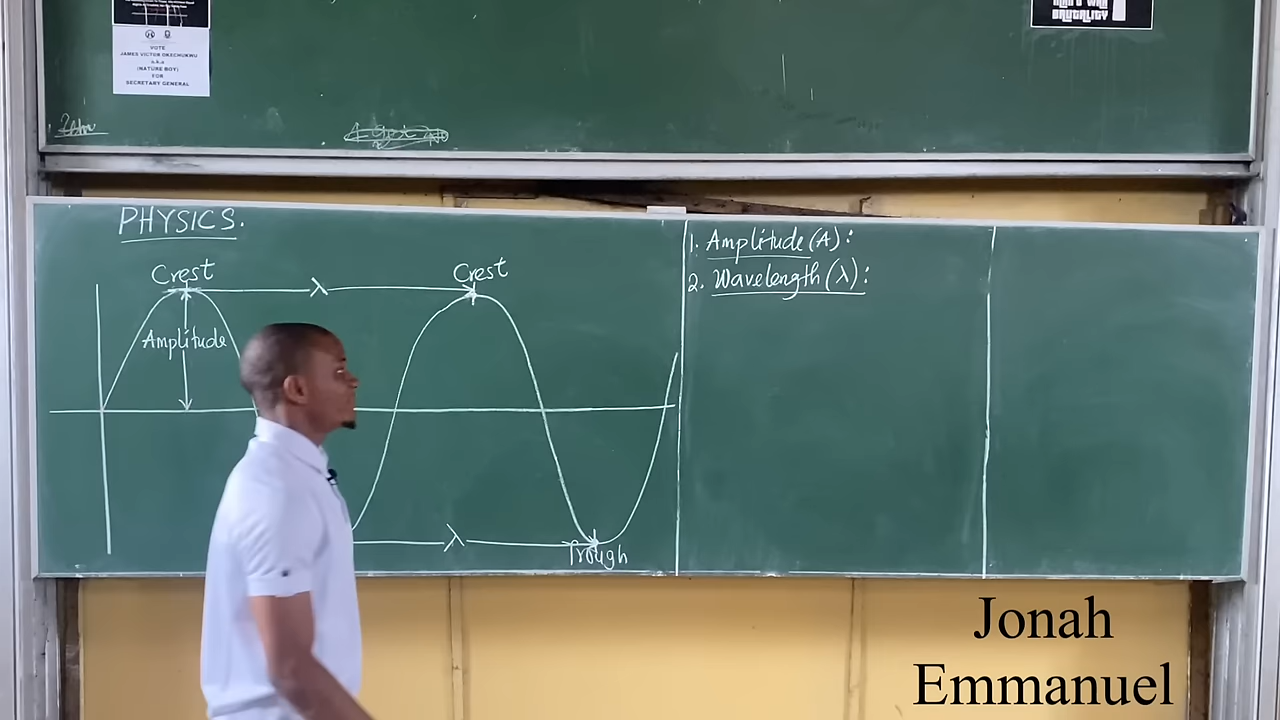 VOTE
JAMES VICTOR OKECHUKWU
a.k.a
(NATURE BOY)
FOR
SECRETARY GENERAL
BRUTALITY
PHYSICS.
Crest
λ
Crest
Amplitude
λ
Trough
1. Amplitude (A):
2. Wavelength (λ):
Jonah
Emmanuel